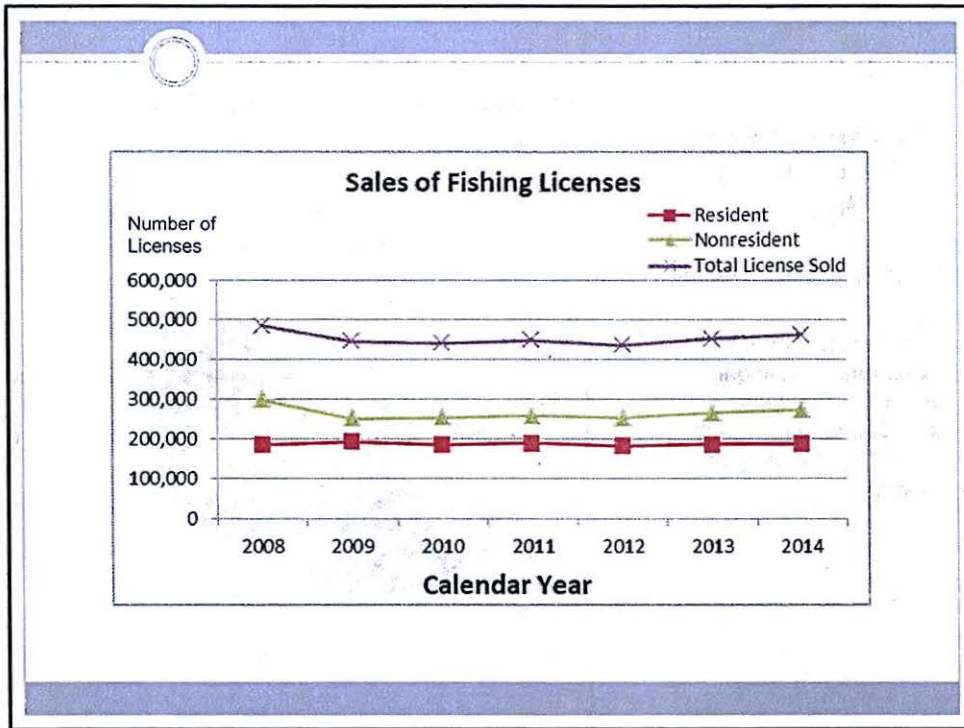 Sales of Fishing Licenses
Number of
Licenses
Resident
Nonresident
Total License Sold
600,000
500,000
400,000
300,000
200,000
100,000
0
2008 2009 2010 2011 2012 2013 2014
Calendar Year